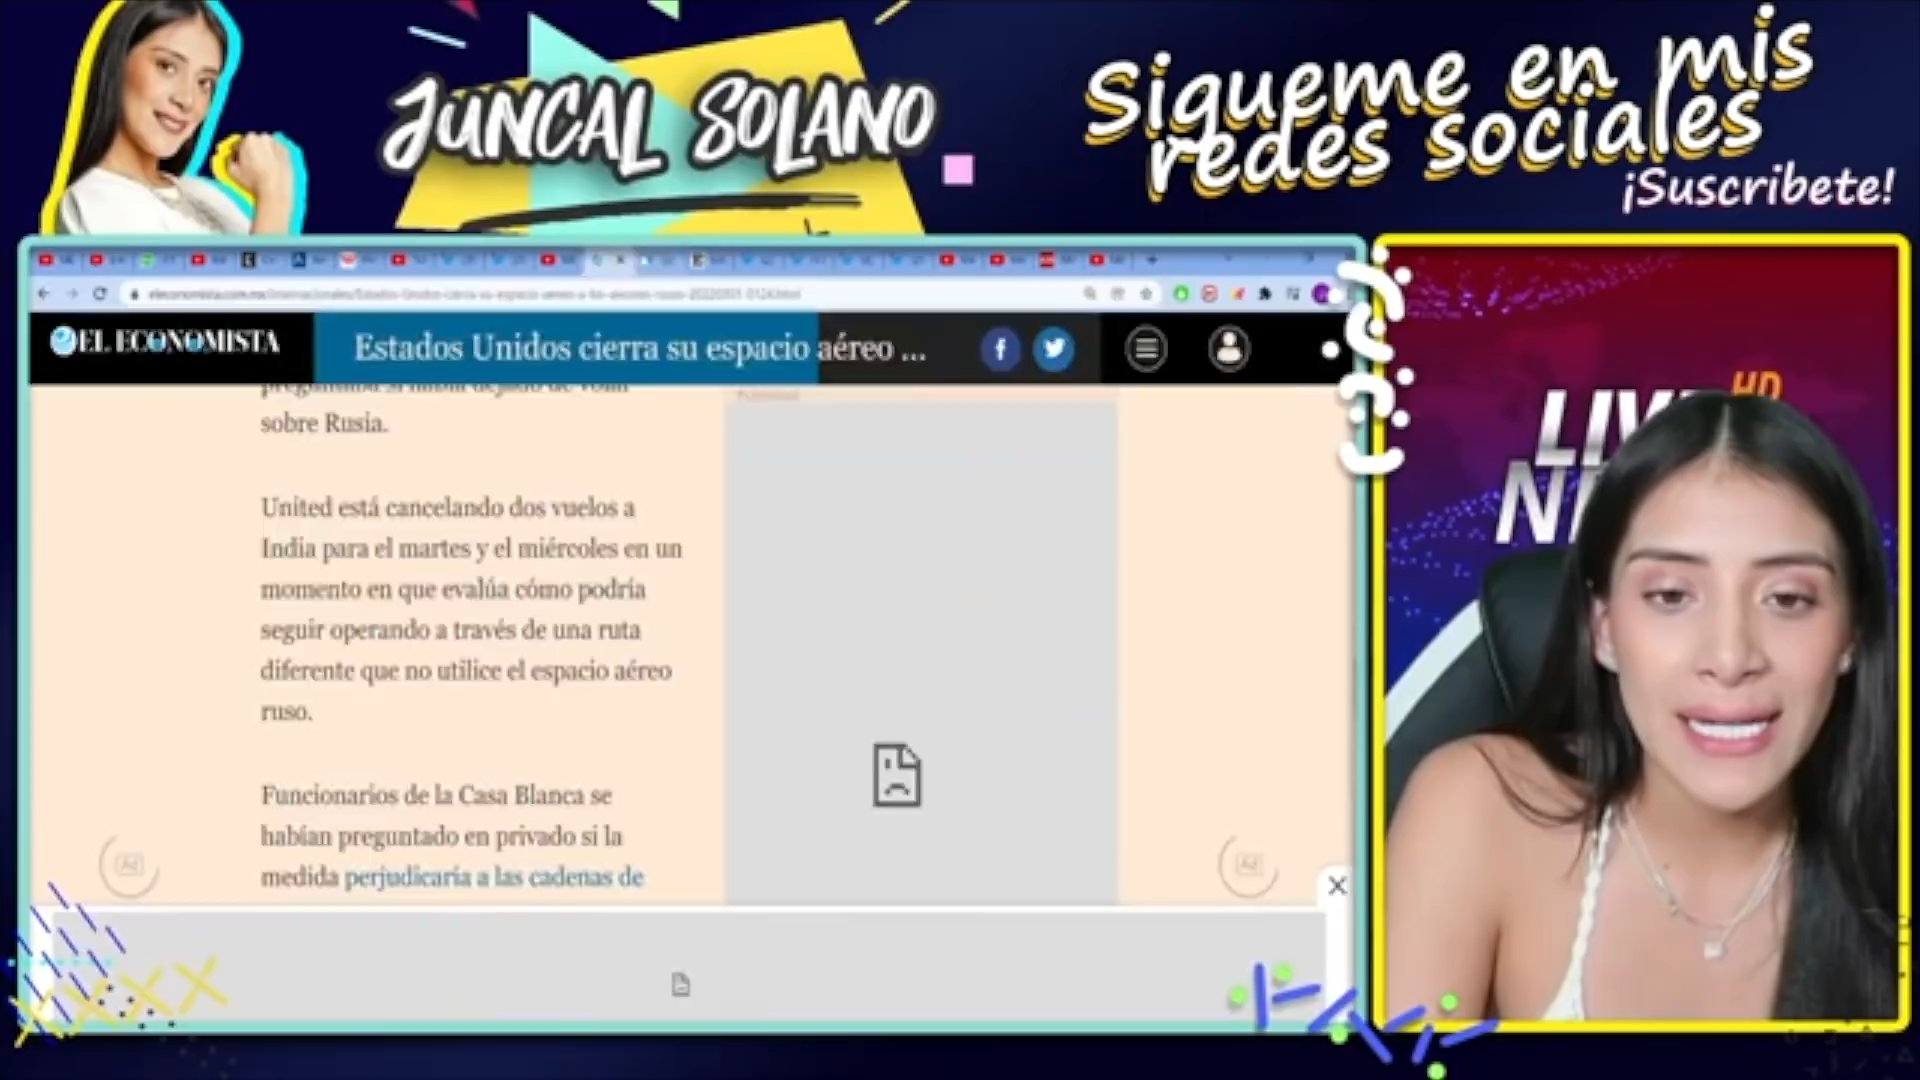 JUNCAL SOLANO
Sigueme en mis
redes sociales
¡Suscribete!
EL ECONOMISTA
Estados Unidos cierra su espacio aéreo ...
sobre Rusia.
United está cancelando dos vuelos a
India para el martes y el miércoles en un
momento en que evalúa cómo podría
seguir operando a través de una ruta
diferente que no utilice el espacio aéreo
ruso.
Funcionarios de la Casa Blanca se
habían preguntado en privado si la
medida perjudicaría a las cadenas de
Ad
Ad
HD